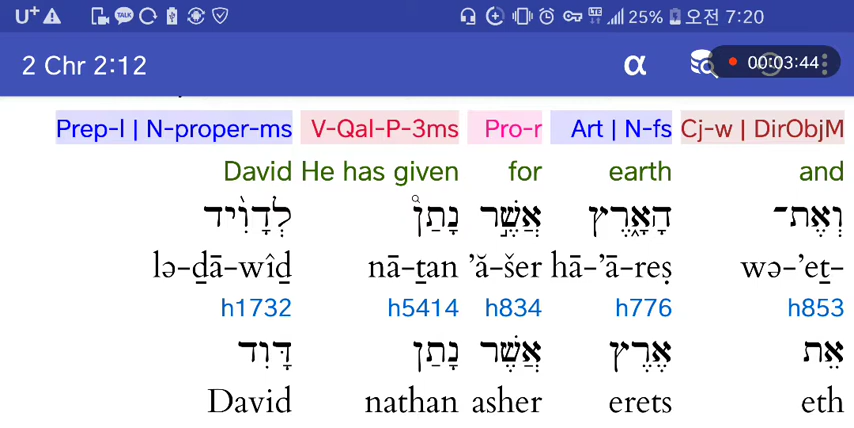 U+ TALK LTE 25% 오전 7:20
2 Chr 2:12 α 00:03:44
Prep-l | N-proper-ms V-Qal-P-3ms Pro-r Art | N-fs Cj-w | DirObjM
David He has given for earth and
וְאֶת־ הָאָ֑רֶץ אֲשֶׁ֣ר נָתַן֩ לְדָוִ֨יד
lə-ḏā-wîḏ nā-ṯan ’ă-šer hā-’ā-reṣ wə-’eṯ-
h1732 h5414 h834 h776 h853
אֵת אֶרֶץ אֲשֶׁר נָתַן דָּוִד
David nathan asher erets eth